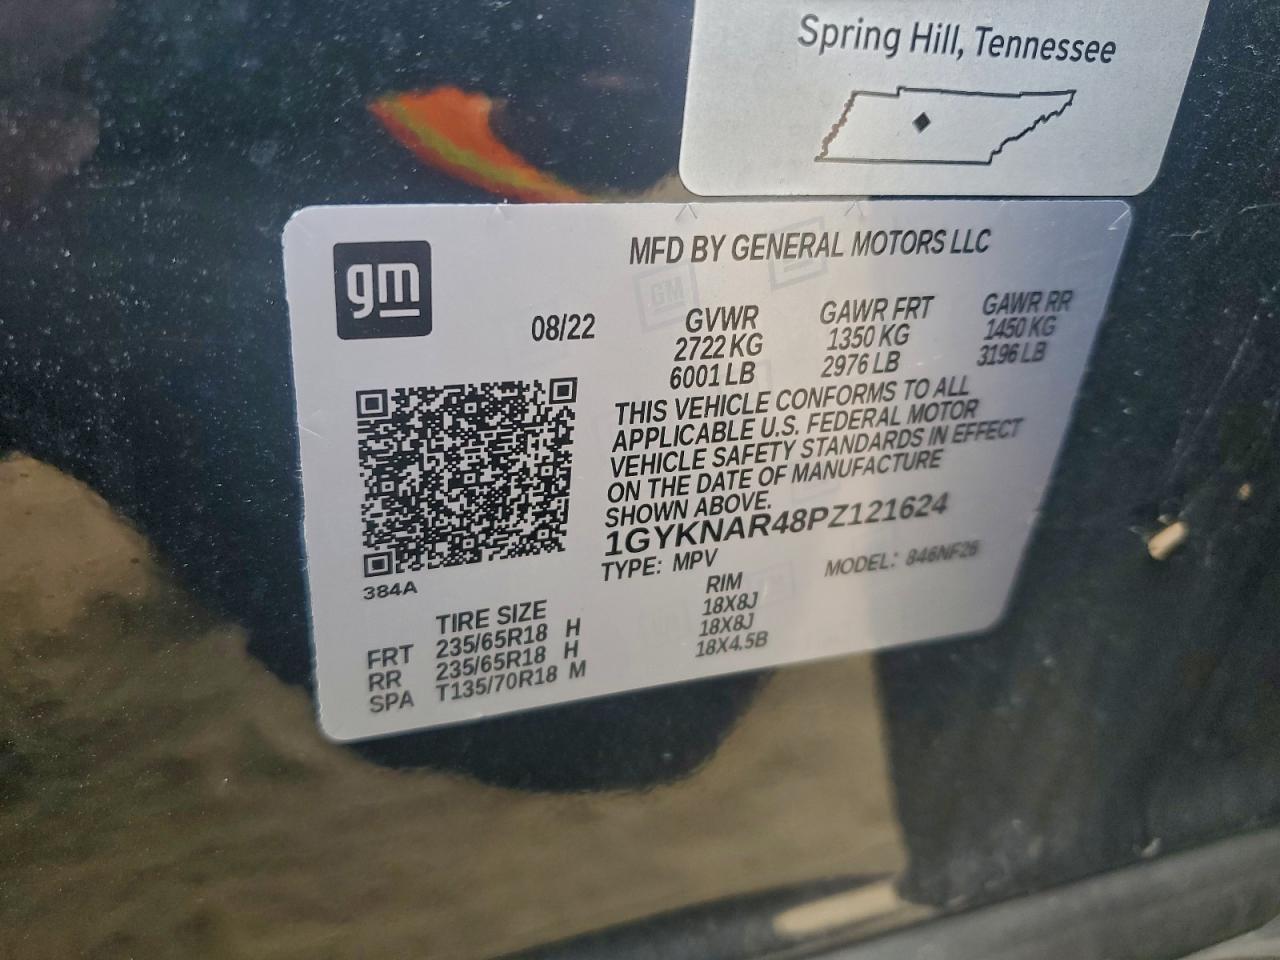 Spring Hill, Tennessee
gm
MFD BY GENERAL MOTORS LLC
08/22
GVWR GAWR FRT GAWR RR
2722 KG 1350 KG 1450 KG
6001 LB 2976 LB 3196 LB
THIS VEHICLE CONFORMS TO ALL
APPLICABLE U.S. FEDERAL MOTOR
VEHICLE SAFETY STANDARDS IN EFFECT
ON THE DATE OF MANUFACTURE
SHOWN ABOVE.
1GYKNAR48PZ121624
TYPE: MPV MODEL: 846NF26
384A
TIRE SIZE RIM
FRT 235/65R18 H 18X8J
RR 235/65R18 H 18X8J
SPA T135/70R18 M 18X4.5B
GM